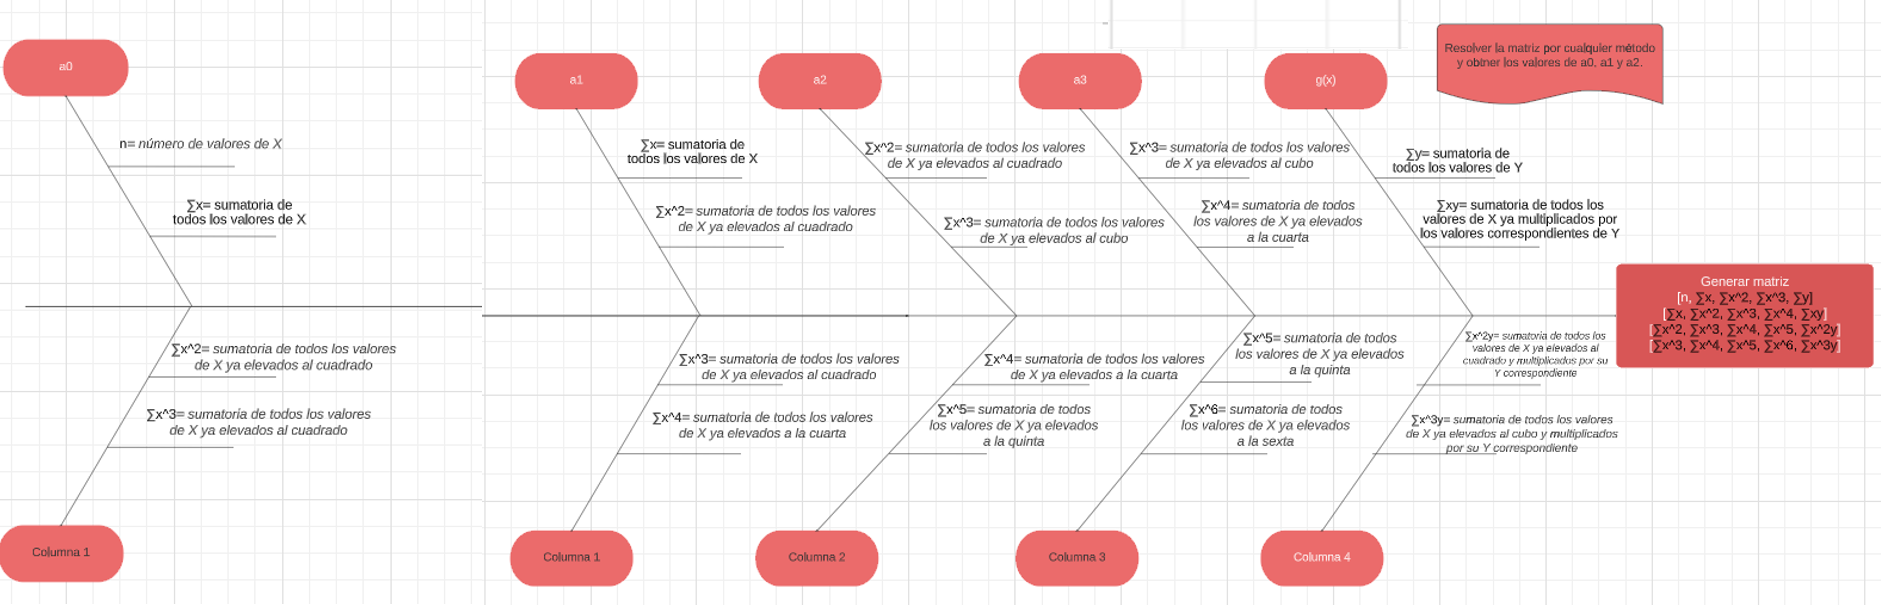 a0
n= número de valores de X
∑x= sumatoria de
todos los valores de X
∑x^2= sumatoria de todos los valores
de X ya elevados al cuadrado
∑x^3= sumatoria de todos los valores
de X ya elevados al cuadrado
Columna 1
a1
∑x= sumatoria de
todos los valores de X
∑x^2= sumatoria de todos los valores
de X ya elevados al cuadrado
∑x^3= sumatoria de todos los valores
de X ya elevados al cuadrado
∑x^4= sumatoria de todos los valores
de X ya elevados a la cuarta
Columna 1
a2
∑x^2= sumatoria de todos los valores
de X ya elevados al cuadrado
∑x^3= sumatoria de todos los valores
de X ya elevados al cubo
∑x^4= sumatoria de todos los valores
de X ya elevados a la cuarta
∑x^5= sumatoria de todos
los valores de X ya elevados
a la quinta
Columna 2
a3
∑x^3= sumatoria de todos los valores
de X ya elevados al cubo
∑x^4= sumatoria de todos
los valores de X ya elevados
a la cuarta
∑x^5= sumatoria de todos
los valores de X ya elevados
a la quinta
∑x^6= sumatoria de todos
los valores de X ya elevados
a la sexta
Columna 3
g(x)
∑y= sumatoria de
todos los valores de Y
∑xy= sumatoria de todos los
valores de X ya multiplicados por
los valores correspondientes de Y
∑x^2y= sumatoria de todos los
valores de X ya elevados al
cuadrado y multiplicados por su
Y correspondiente
∑x^3y= sumatoria de todos los valores
de X ya elevados al cubo y multiplicados
por su Y correspondiente
Columna 4
Resolver la matriz por cualquier método
y obtner los valores de a0, a1 y a2.
Generar matriz
[n, ∑x, ∑x^2, ∑x^3, ∑y]
[∑x, ∑x^2, ∑x^3, ∑x^4, ∑xy]
[∑x^2, ∑x^3, ∑x^4, ∑x^5, ∑x^2y]
[∑x^3, ∑x^4, ∑x^5, ∑x^6, ∑x^3y]